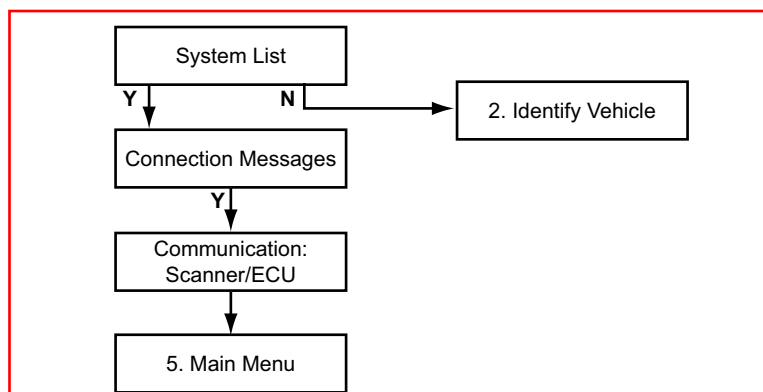 System List
Y
N
2. Identify Vehicle
Connection Messages
Y
Communication:
Scanner/ECU
5. Main Menu